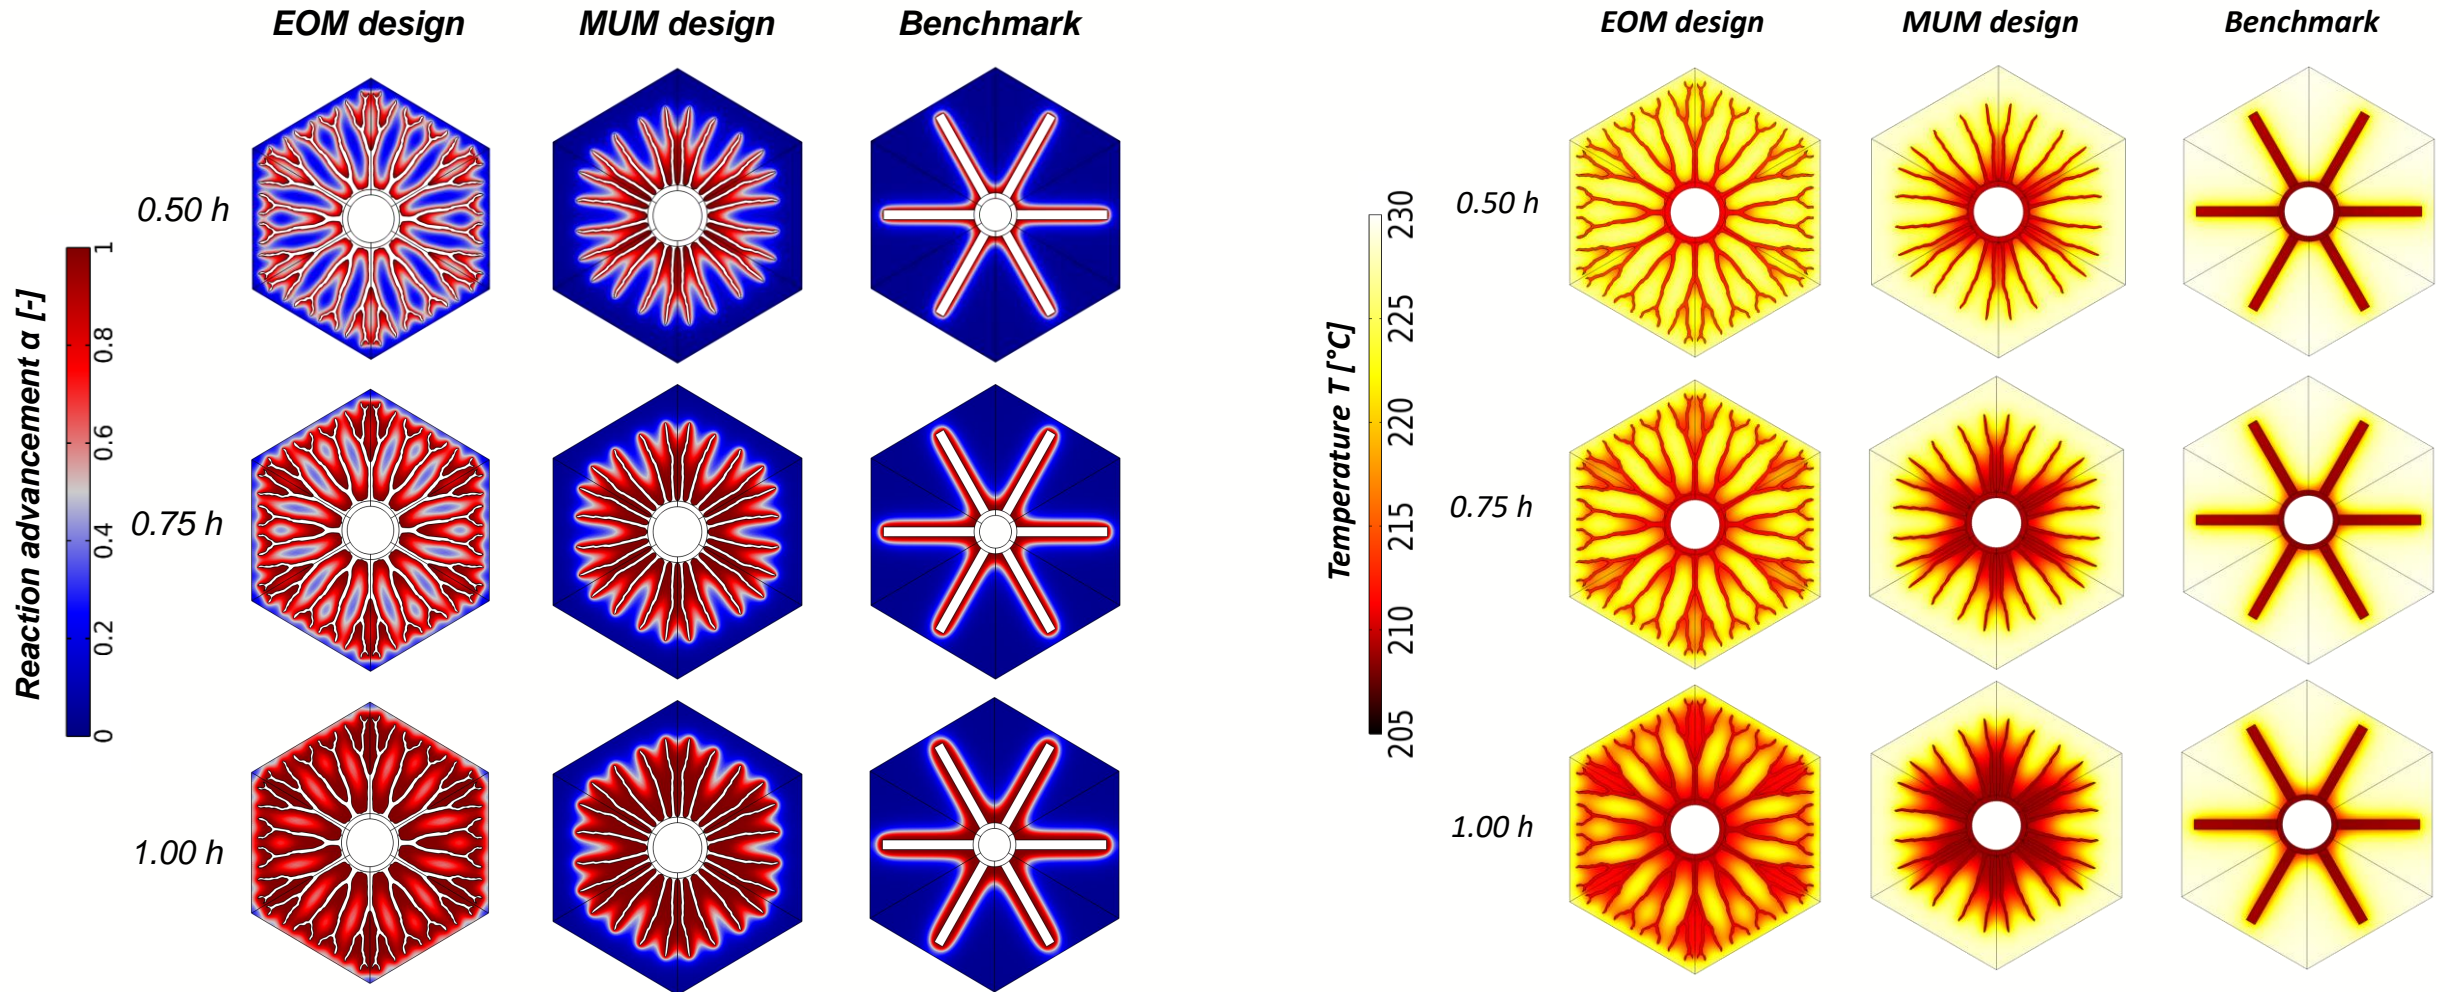 EOM design
MUM design
Benchmark
0.50 h
0.75 h
1.00 h
Reaction advancement α [-]
1
0.8
0.6
0.4
0.2
0
EOM design
MUM design
Benchmark
0.50 h
0.75 h
1.00 h
Temperature T [°C]
230
225
220
215
210
205